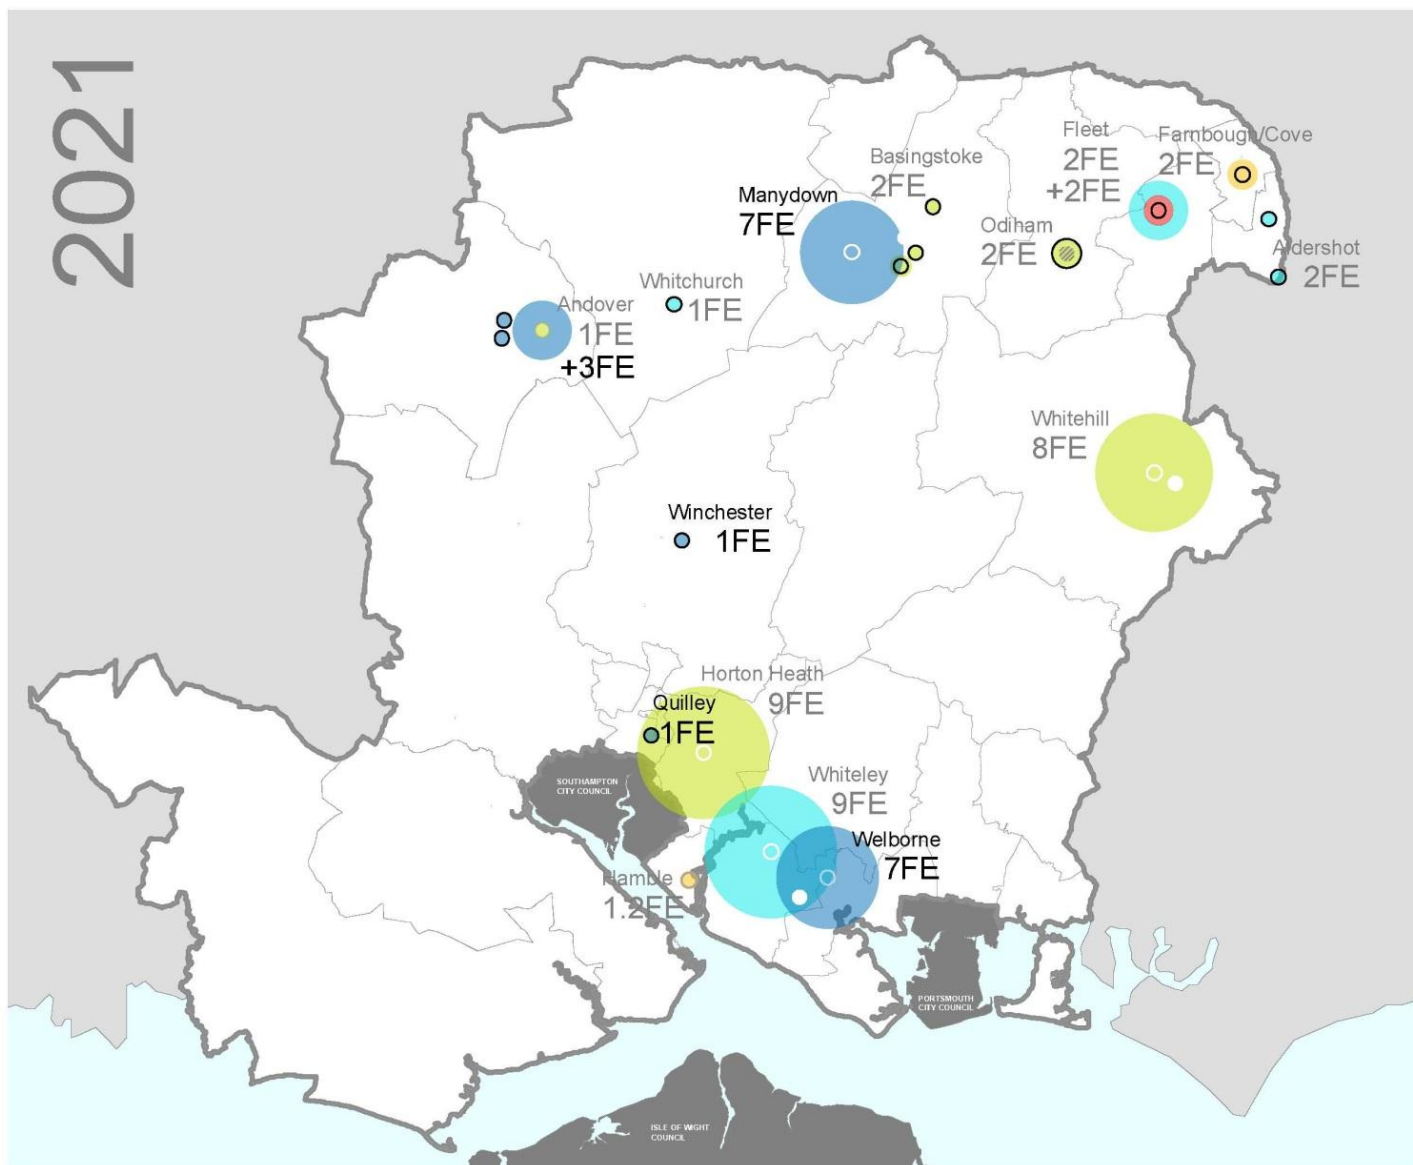 2021
Fleet
2FE
+2FE
Farnbough/Cove
2FE
Basingstoke
2FE
Manydown
7FE
Odiham
2FE
Aldershot
2FE
Whitchurch
1FE
Andover
1FE
+3FE
Whitehill
8FE
Winchester
1FE
Horton Heath
9FE
Quilley
1FE
SOUTHAMPTON
CITY COUNCIL
Whiteley
9FE
Welborne
7FE
Hamble
1.2FE
PORTSMOUTH
CITY COUNCIL
ISLE OF WIGHT
COUNCIL